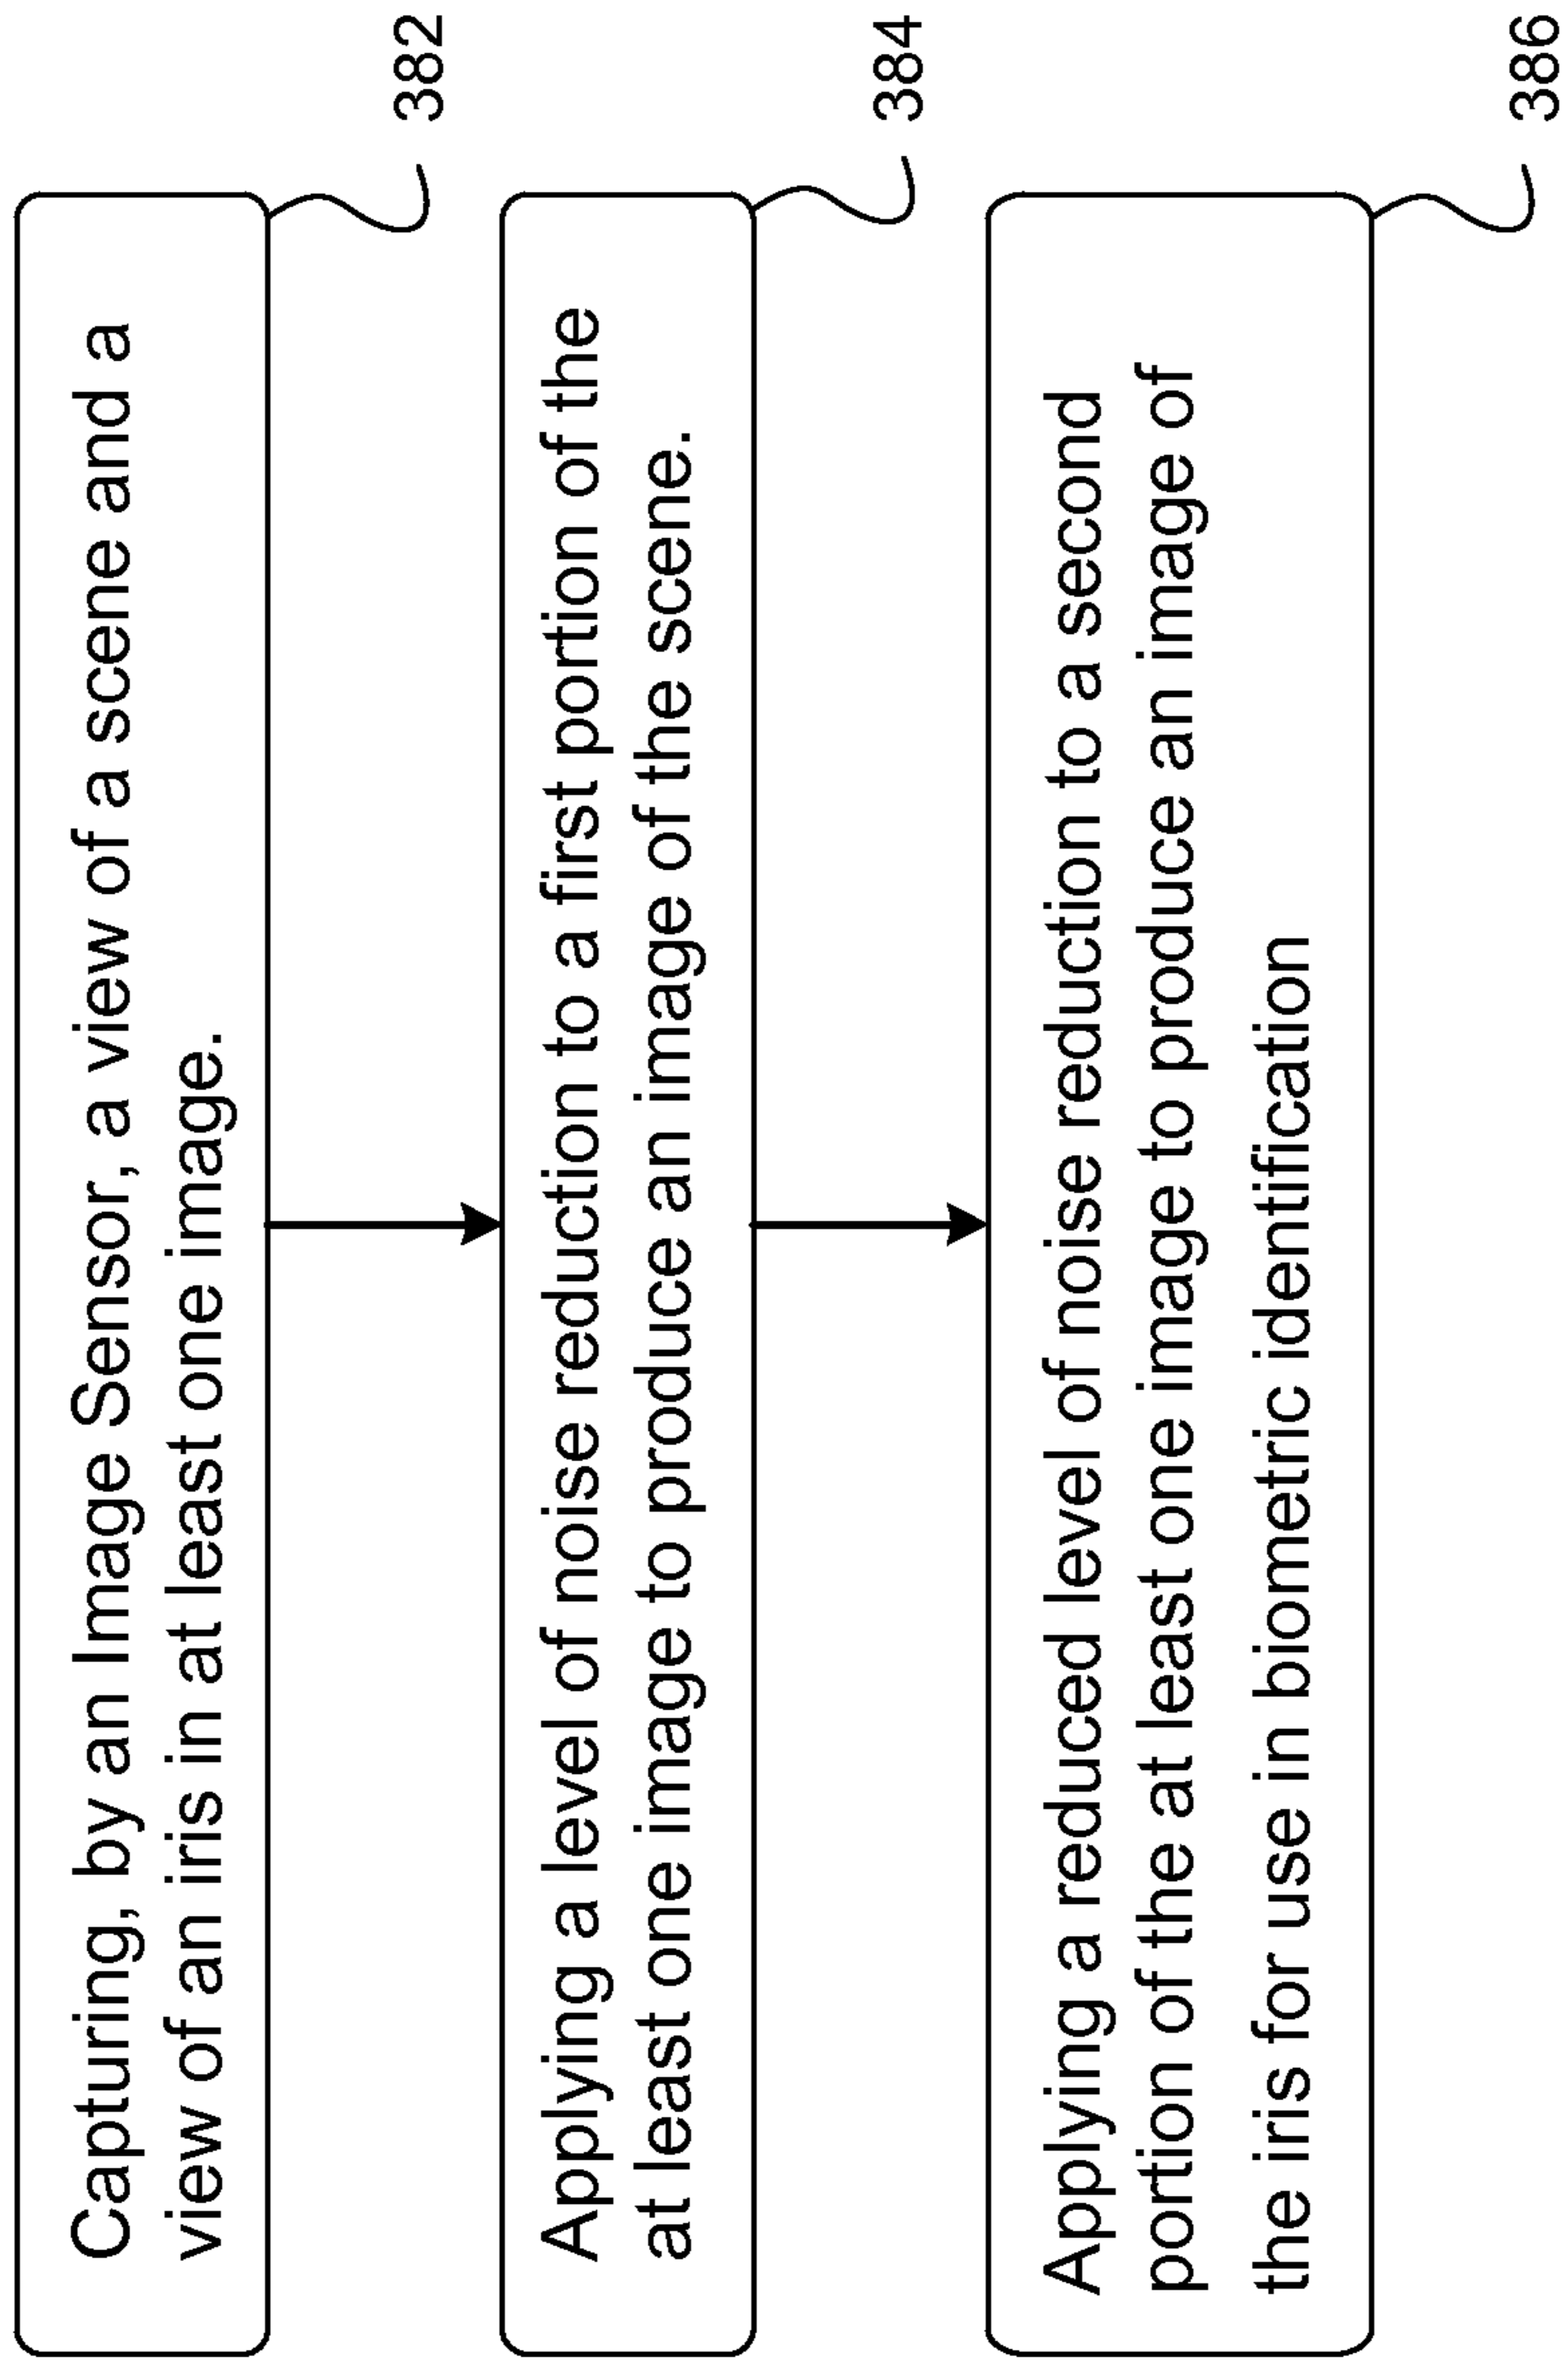 Capturing, by an Image Sensor, a view of a scene and a
view of an iris in at least one image.
382
Applying a level of noise reduction to a first portion of the
at least one image to produce an image of the scene.
384
Applying a reduced level of noise reduction to a second
portion of the at least one image to produce an image of
the iris for use in biometric identification
386